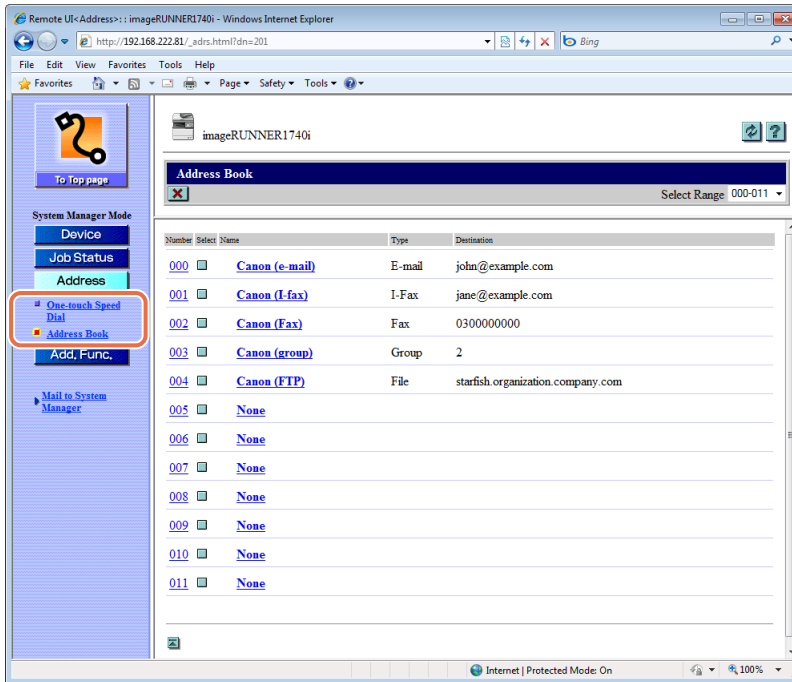 Remote UI<Address>: : imageRUNNER1740i - Windows Internet Explorer
http://192.168.222.81/_adrs.html?dn=201
Bing
File Edit View Favorites Tools Help
Favorites Page Safety Tools
imageRUNNER1740i
To Top page
Address Book
Select Range 000-011
System Manager Mode
Device
Job Status
Address
One-touch Speed
Dial
Address Book
Add. Func.
Mail to System
Manager
Number Select Name Type Destination
000 Canon (e-mail) E-mail john@example.com
001 Canon (I-fax) I-Fax jane@example.com
002 Canon (Fax) Fax 0300000000
003 Canon (group) Group 2
004 Canon (FTP) File starfish.organization.company.com
005 None
006 None
007 None
008 None
009 None
010 None
011 None
Internet | Protected Mode: On 100%